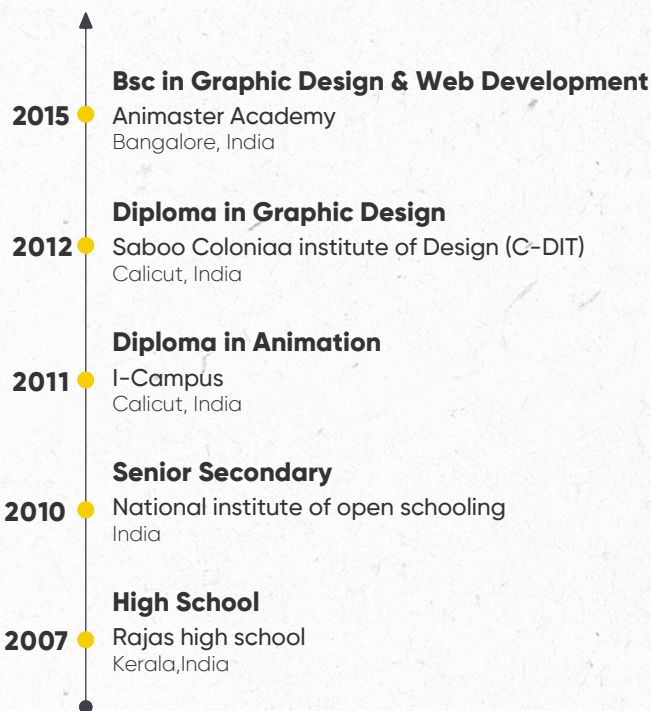 Bsc in Graphic Design & Web Development
2015
Animaster Academy
Bangalore, India
Diploma in Graphic Design
2012
Saboo Coloniaa institute of Design (C-DIT)
Calicut, India
Diploma in Animation
2011
I-Campus
Calicut, India
Senior Secondary
2010
National institute of open schooling
India
High School
2007
Rajas high school
Kerala,India